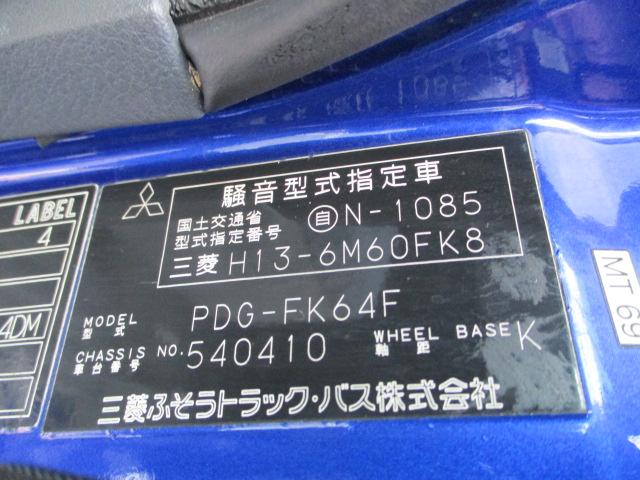 LABEL
4
4DM
騒音型式指定車
国土交通省
型式指定番号
自 N-1085
三菱 H13-6M60FK8
MODEL
型式
PDG-FK64F
CHASSIS NO.
車台番号
540410
WHEEL BASE
軸距
K
三菱ふそうトラック・バス株式会社
MT 69